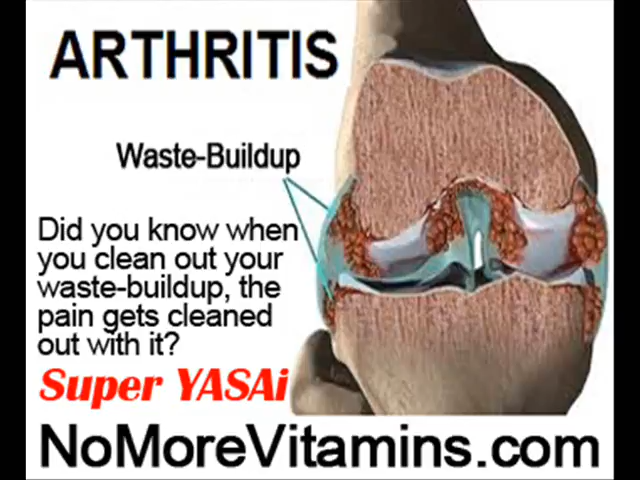 ARTHRITIS
Waste-Buildup
Did you know when
you clean out your
waste-buildup, the
pain gets cleaned
out with it?
Super YASAi
NoMoreVitamins.com